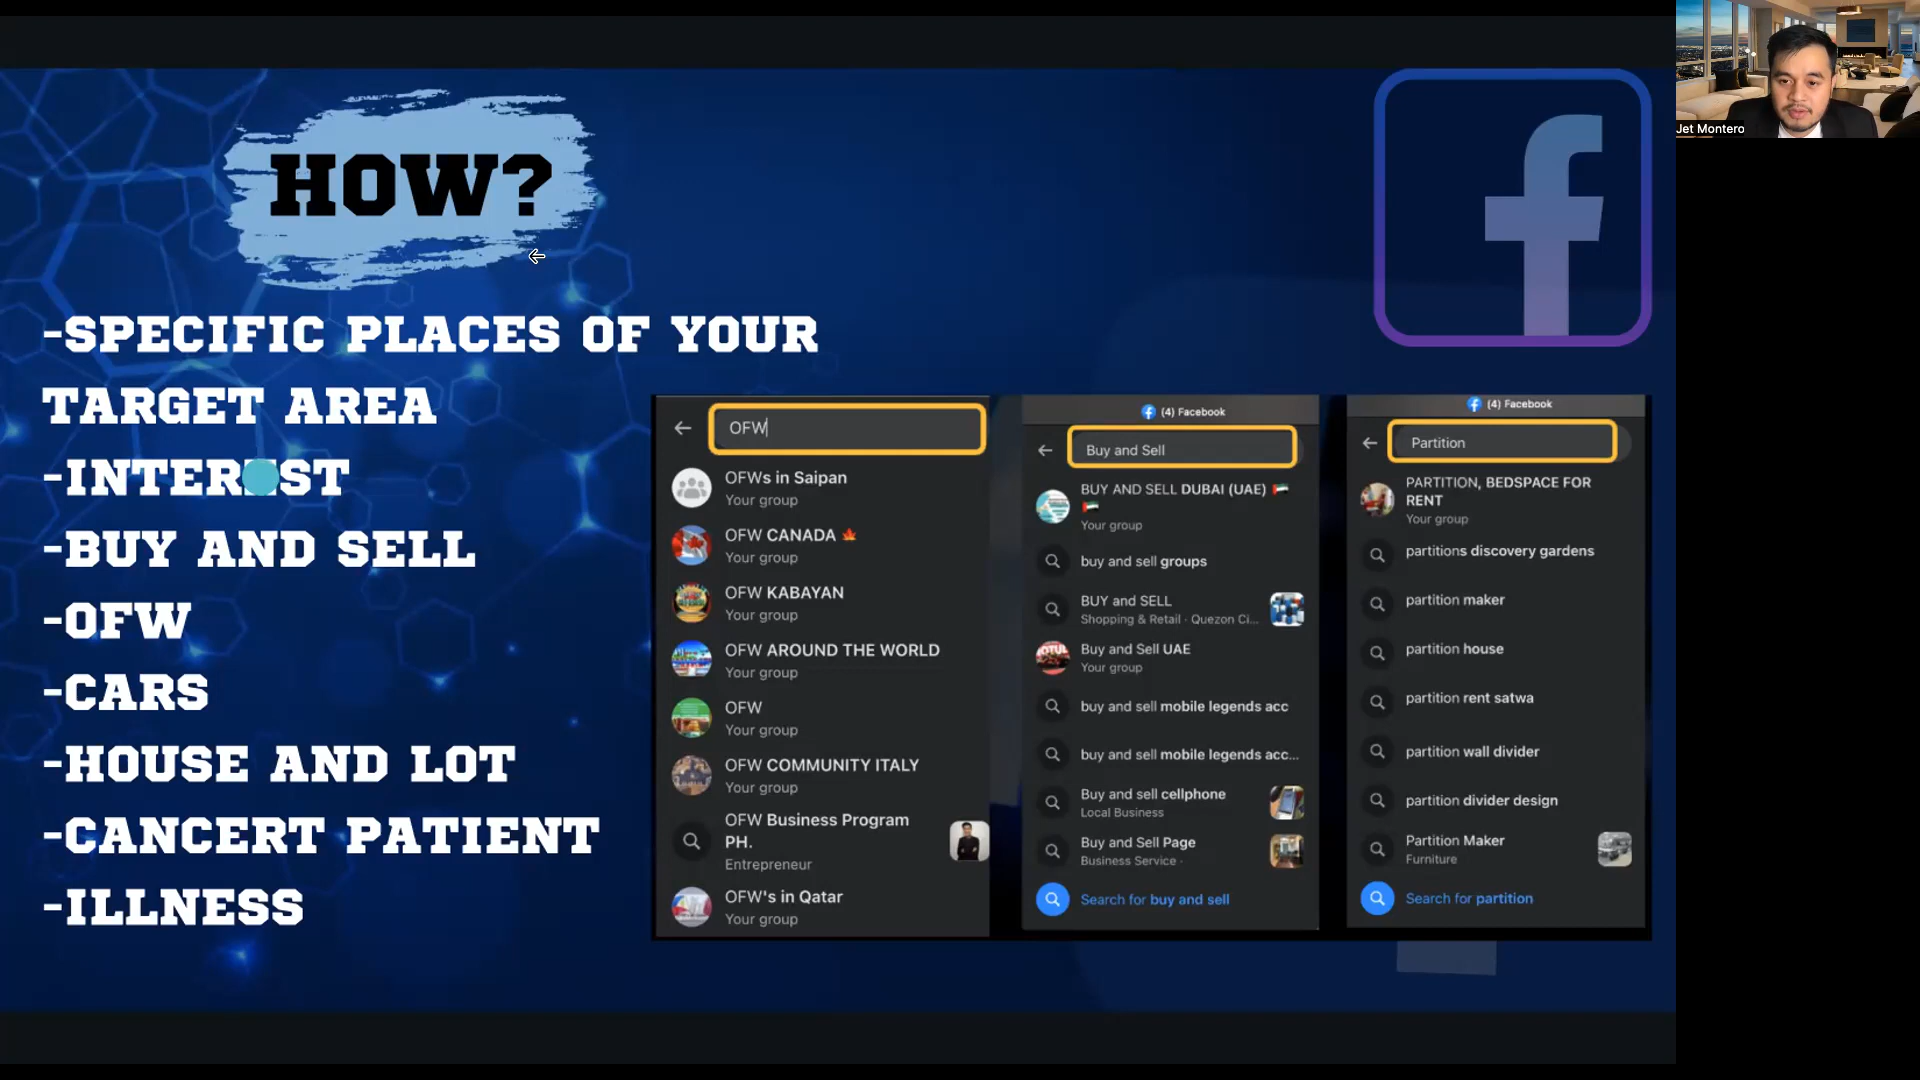 HOW?
-SPECIFIC PLACES OF YOUR
TARGET AREA
-INTEREST
-BUY AND SELL
-OFW
-CARS
-HOUSE AND LOT
-CANCERT PATIENT
-ILLNESS
OFW
OFWs in Saipan
Your group
OFW CANADA 🍁
Your group
OFW KABAYAN
Your group
OFW AROUND THE WORLD
Your group
OFW
Your group
OFW COMMUNITY ITALY
Your group
OFW Business Program
PH.
Entrepreneur
OFW's in Qatar
Your group
(4) Facebook
Buy and Sell
BUY AND SELL DUBAI (UAE) 🇦🇪
🇦🇪
Your group
buy and sell groups
BUY and SELL
Shopping & Retail · Quezon Ci...
Buy and Sell UAE
Your group
buy and sell mobile legends acc
buy and sell mobile legends acc...
Buy and sell cellphone
Local Business
Buy and Sell Page
Business Service ·
Search for buy and sell
(4) Facebook
Partition
PARTITION, BEDSPACE FOR
RENT
Your group
partitions discovery gardens
partition maker
partition house
partition rent satwa
partition wall divider
partition divider design
Partition Maker
Furniture
Search for partition
Jet Montero